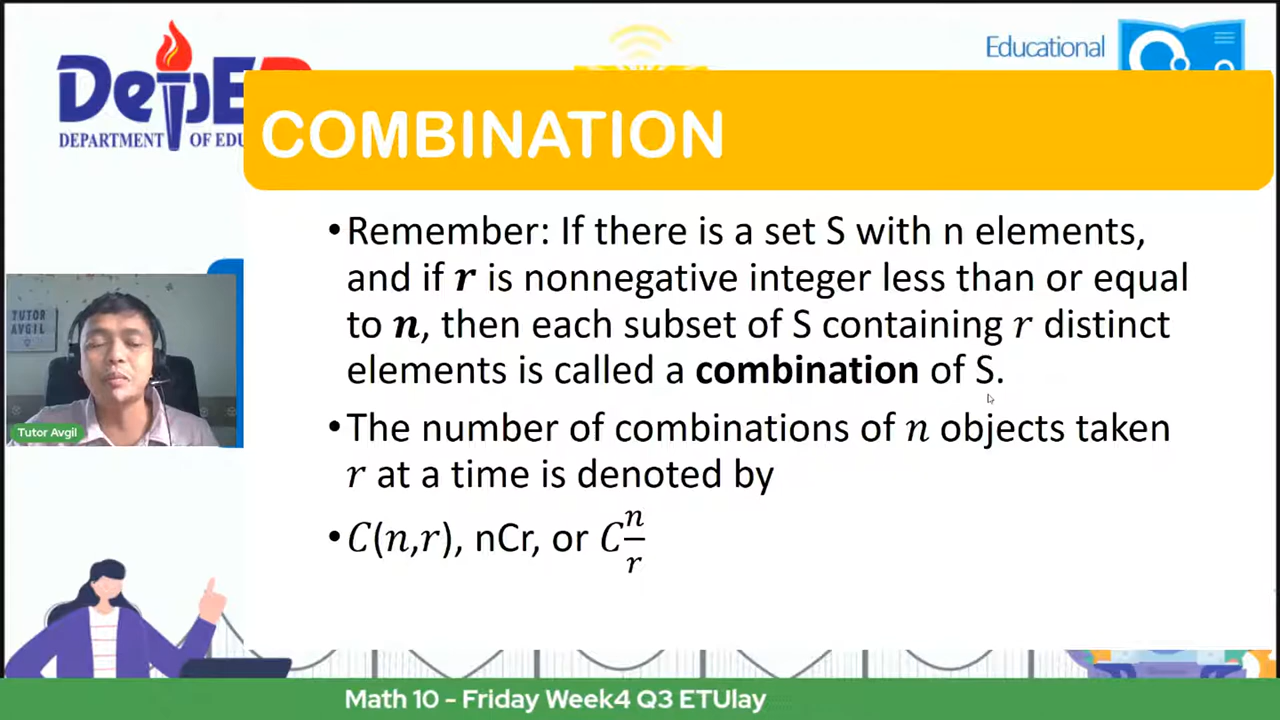 DepE
DEPARTMENT OF EDU
Educational
COMBINATION
•Remember: If there is a set S with n elements,
and if r is nonnegative integer less than or equal
to n, then each subset of S containing r distinct
elements is called a combination of S.
•The number of combinations of n objects taken
r at a time is denoted by
•C(n,r), nCr, or C n/r
TUTOR
AVGIL
Tutor Avgil
Math 10 - Friday Week4 Q3 ETUlay